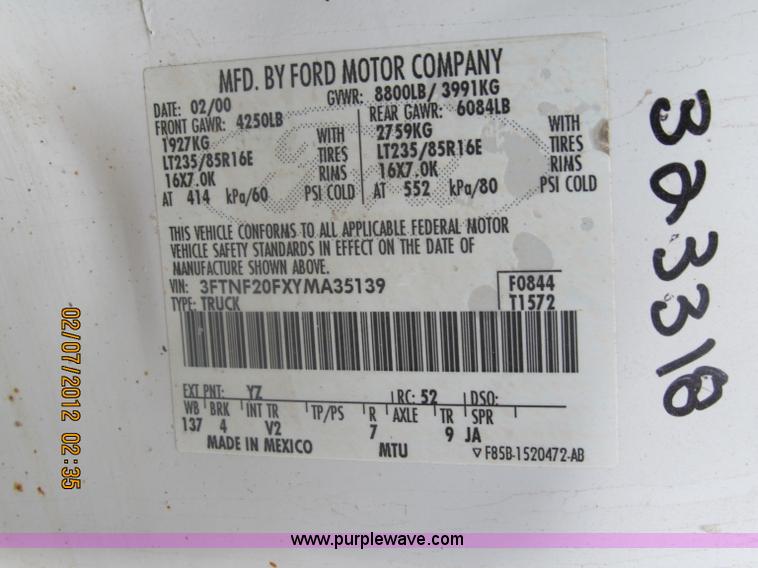 MFD. BY FORD MOTOR COMPANY
DATE: 02/00 GVWR: 8800LB/ 3991KG
FRONT GAWR: 4250LB REAR GAWR: 6084LB
1927KG WITH 2759KG WITH
LT235/85R16E TIRES LT235/85R16E TIRES
16X7.0K RIMS 16X7.0K RIMS
AT 414 kPa/60 PSI COLD AT 552 kPa/80 PSI COLD
THIS VEHICLE CONFORMS TO ALL APPLICABLE FEDERAL MOTOR
VEHICLE SAFETY STANDARDS IN EFFECT ON THE DATE OF
MANUFACTURE SHOWN ABOVE.
VIN: 3FTNF20FXYMA35139 F0844
TYPE: TRUCK T1572
EXT PNT: YZ RC: 52 DSO:
WB BRK INT TR TP/PS R AXLE TR SPR
137 4 V2 7 9 JA
MADE IN MEXICO MTU F85B-1520472-AB
323318
02/07/2012 02:35
www.purplewave.com